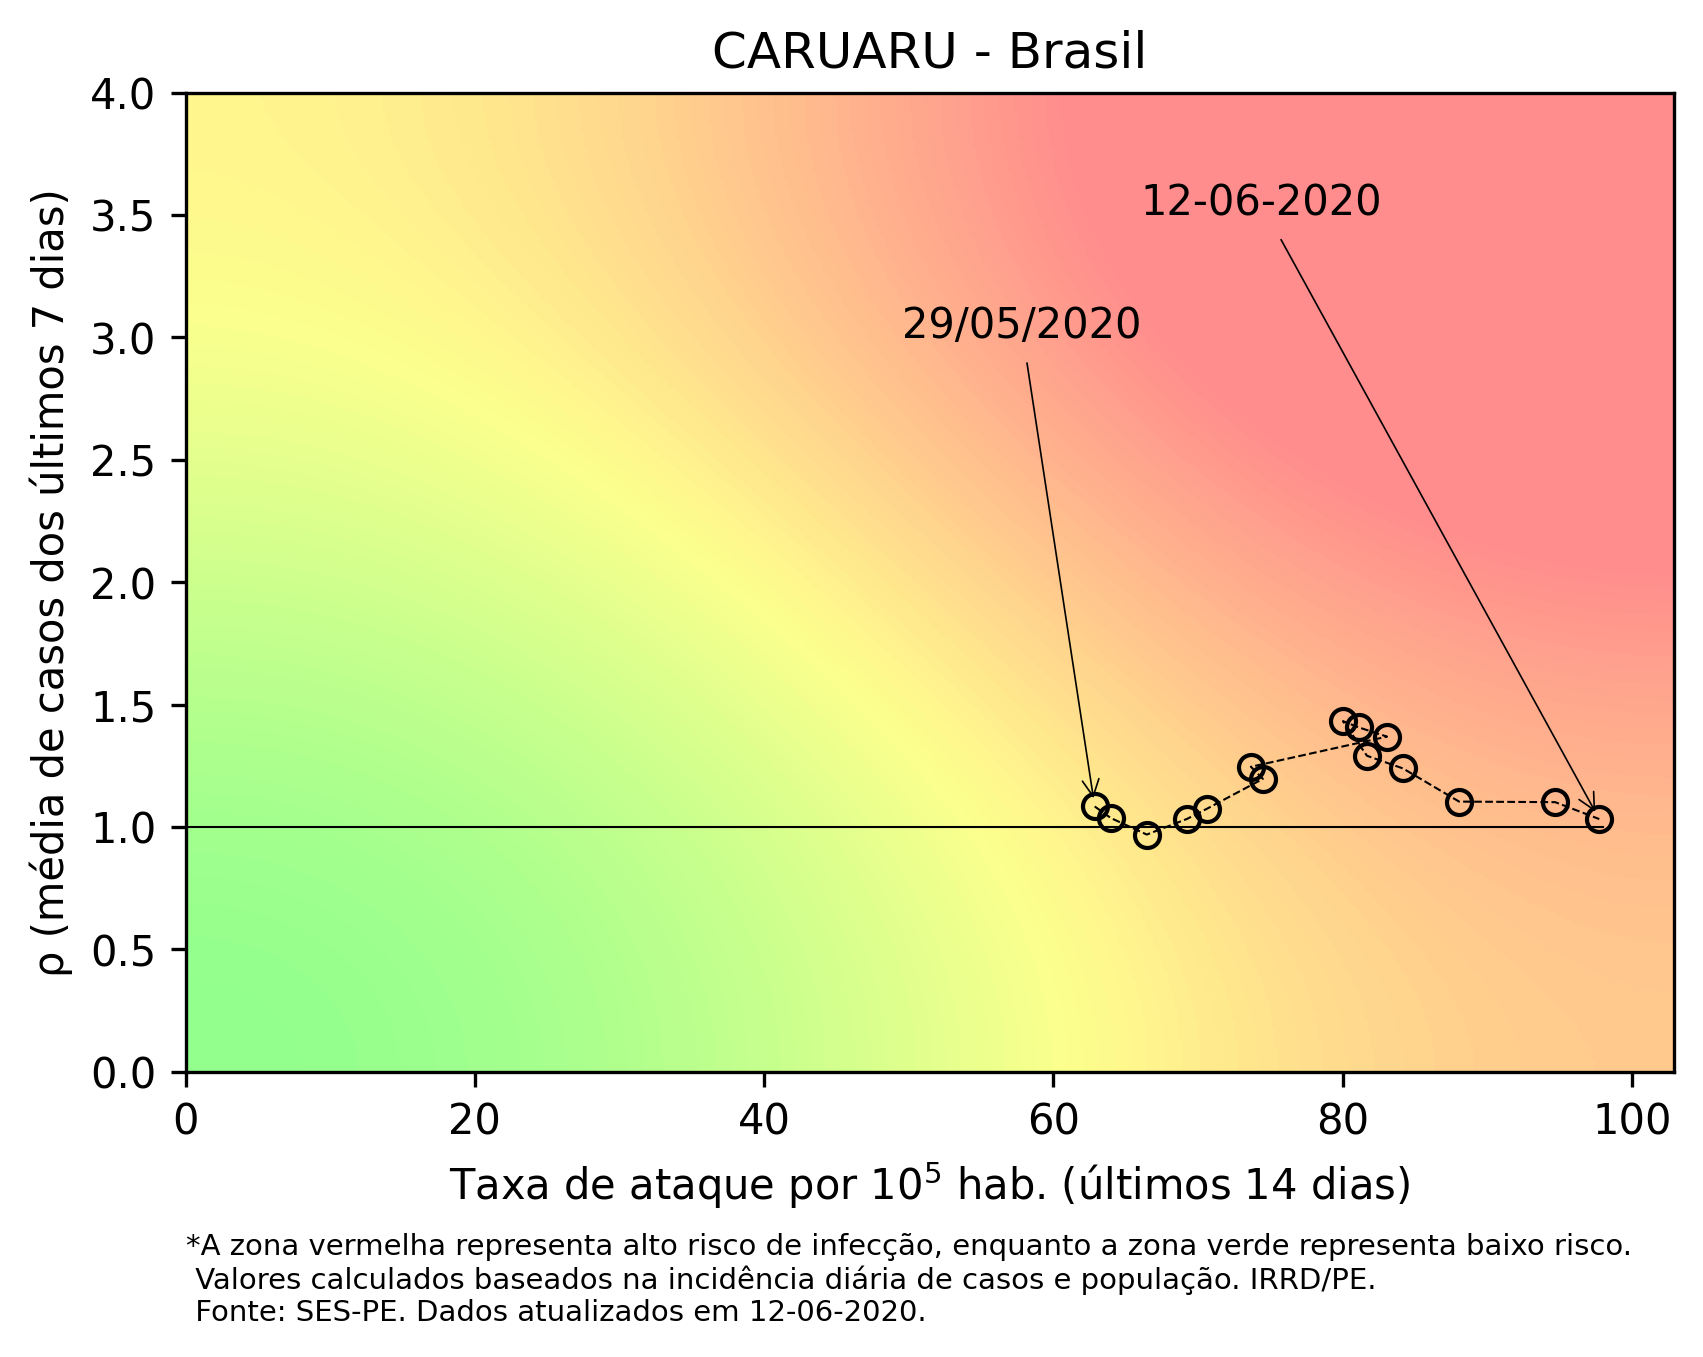 CARUARU - Brasil
4.0
3.5
3.0
2.5
2.0
1.5
1.0
0.5
0.0
ρ (média de casos dos últimos 7 dias)
12-06-2020
29/05/2020
0 20 40 60 80 100
Taxa de ataque por 10⁵ hab. (últimos 14 dias)
*A zona vermelha representa alto risco de infecção, enquanto a zona verde representa baixo risco.
Valores calculados baseados na incidência diária de casos e população. IRRD/PE.
Fonte: SES-PE. Dados atualizados em 12-06-2020.